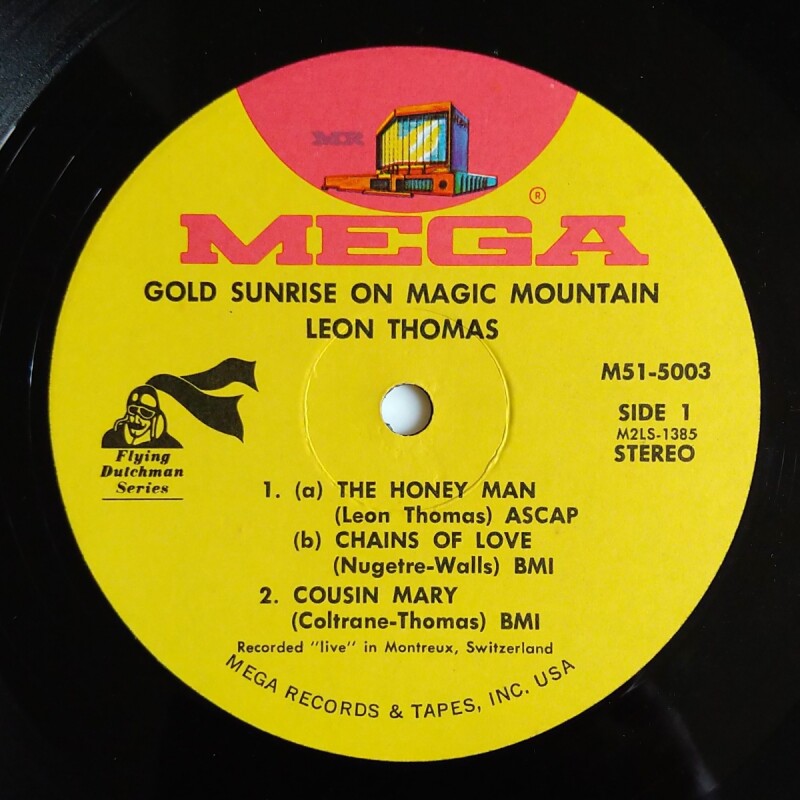 MR
®
MEGA
GOLD SUNRISE ON MAGIC MOUNTAIN
LEON THOMAS
M51-5003
SIDE 1
M2LS-1385
STEREO
Flying
Dutchman
Series
1. (a) THE HONEY MAN
(Leon Thomas) ASCAP
(b) CHAINS OF LOVE
(Nugetre-Walls) BMI
2. COUSIN MARY
(Coltrane-Thomas) BMI
Recorded "live" in Montreux, Switzerland
MEGA RECORDS & TAPES, INC. USA